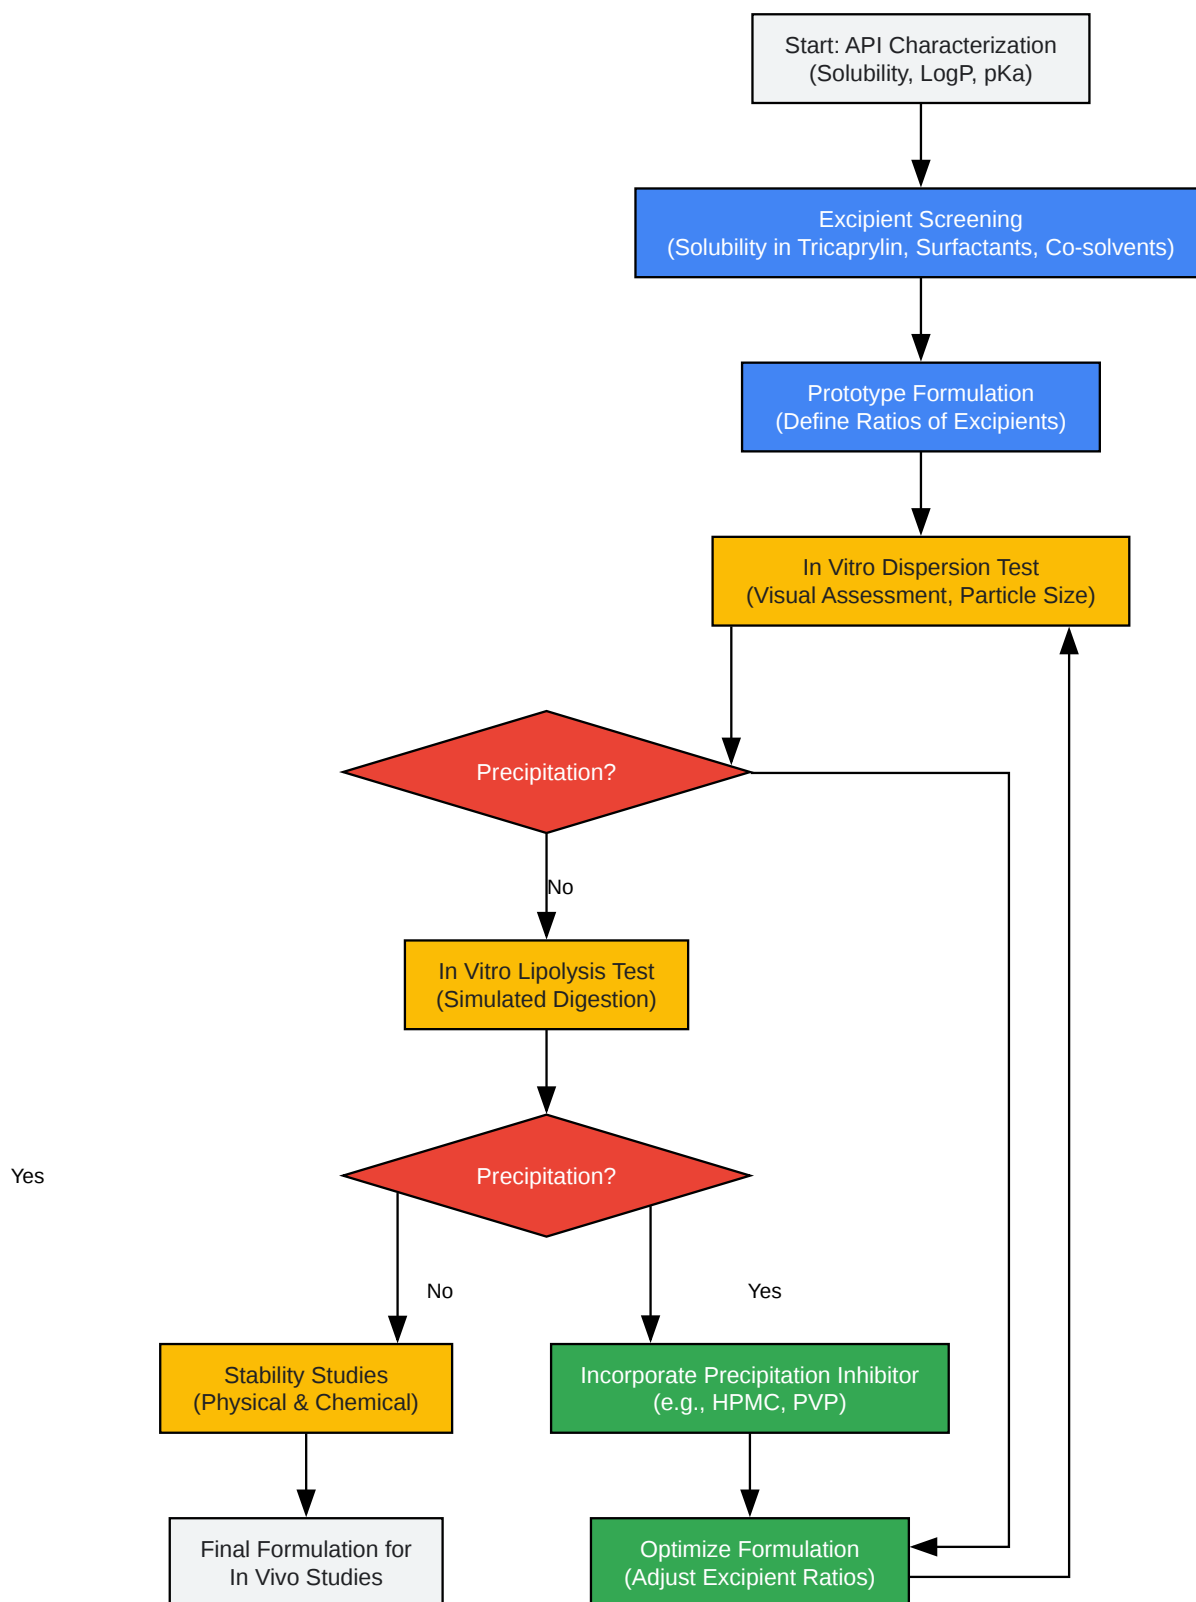 Start: API Characterization
(Solubility, LogP, pKa)
Excipient Screening
(Solubility in Tricaprylin, Surfactants, Co-solvents)
Prototype Formulation
(Define Ratios of Excipients)
In Vitro Dispersion Test
(Visual Assessment, Particle Size)
Precipitation?
No
In Vitro Lipolysis Test
(Simulated Digestion)
Yes
Precipitation?
No
Yes
Stability Studies
(Physical & Chemical)
Incorporate Precipitation Inhibitor
(e.g., HPMC, PVP)
Final Formulation for
In Vivo Studies
Optimize Formulation
(Adjust Excipient Ratios)